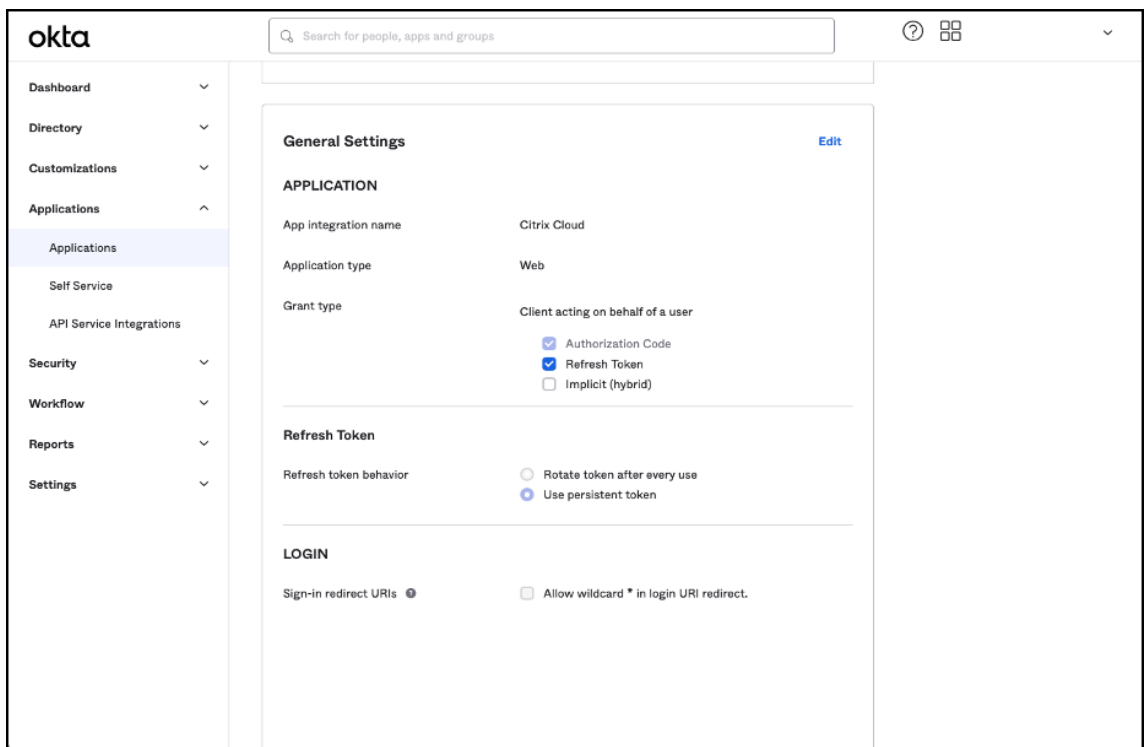 okta
Search for people, apps and groups
Dashboard
Directory
Customizations
Applications
Applications
Self Service
API Service Integrations
Security
Workflow
Reports
Settings
General Settings
Edit
APPLICATION
App integration name
Citrix Cloud
Application type
Web
Grant type
Client acting on behalf of a user
Authorization Code
Refresh Token
Implicit (hybrid)
Refresh Token
Refresh token behavior
Rotate token after every use
Use persistent token
LOGIN
Sign-in redirect URIs
Allow wildcard * in login URI redirect.